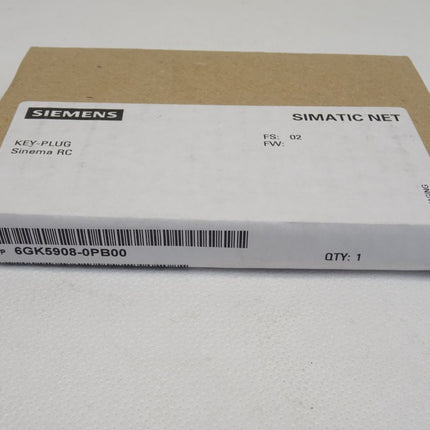 SIEMENS
SIMATIC NET
KEY-PLUG
Sinema RC
FS: 02
FW:
P 6GK5908-0PB00
QTY: 1